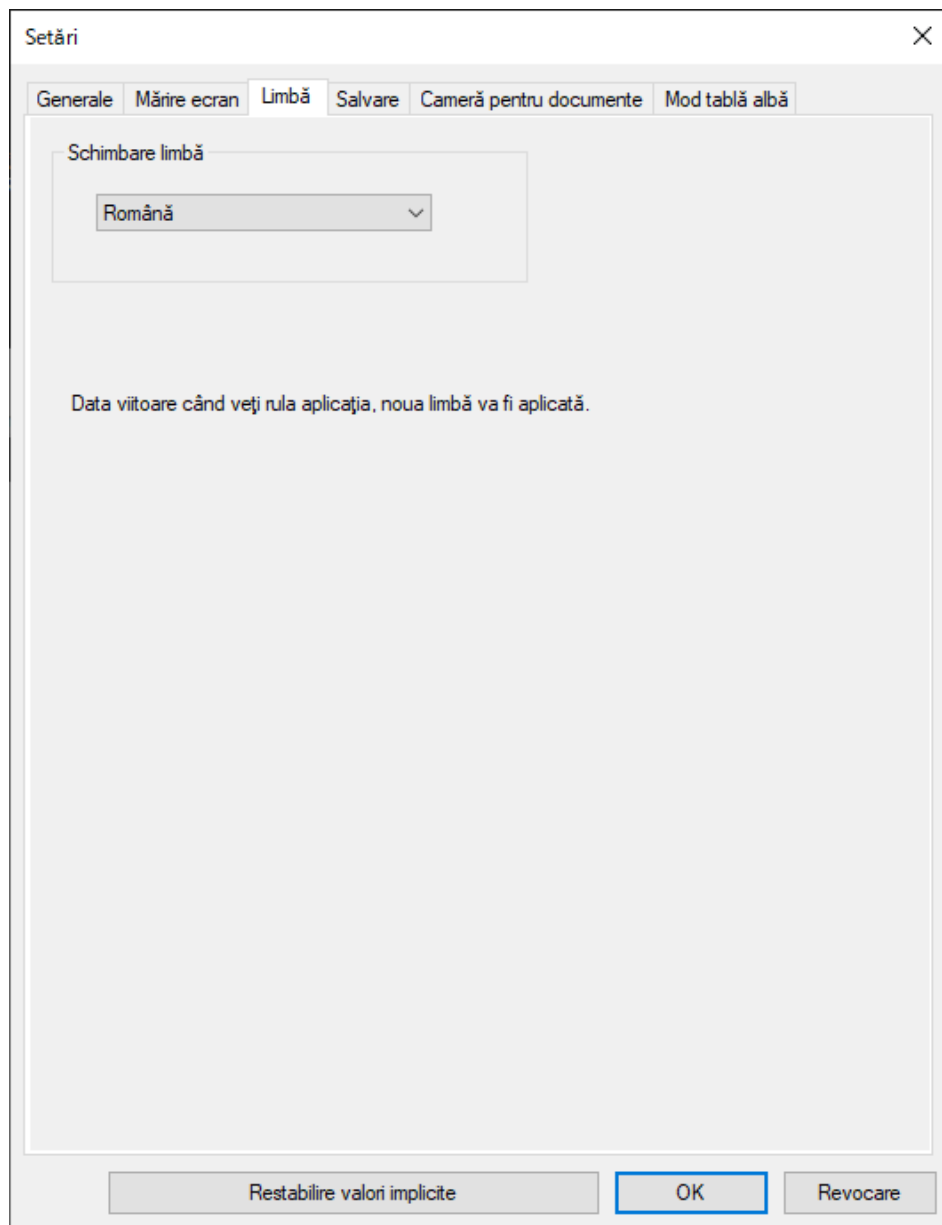 Setări
Generale Mărire ecran Limbă Salvare Cameră pentru documente Mod tablă albă
Schimbare limbă
Română
Data viitoare când veți rula aplicaţia, noua limbă va fi aplicată.
Restabilire valori implicite OK Revocare